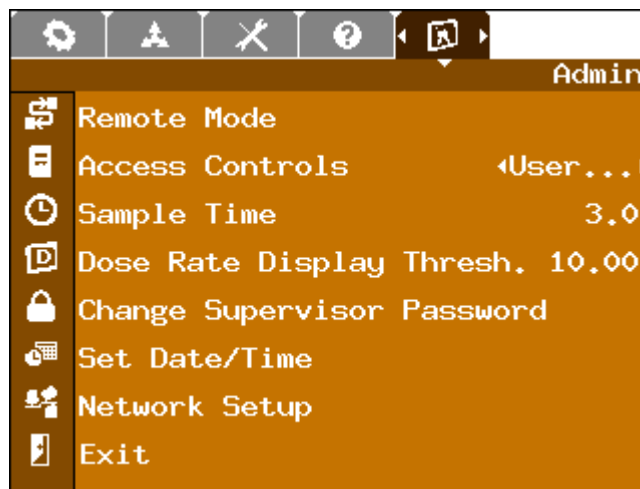 Admin
Remote Mode
Access Controls User...
Sample Time 3.0
Dose Rate Display Thresh. 10.00
Change Supervisor Password
Set Date/Time
Network Setup
Exit